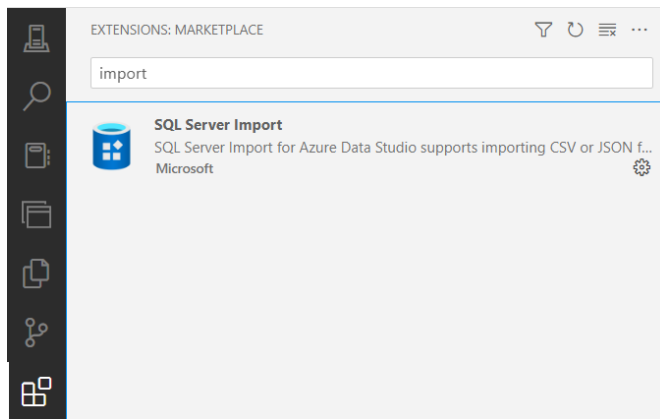 EXTENSIONS: MARKETPLACE
import
SQL Server Import
SQL Server Import for Azure Data Studio supports importing CSV or JSON f...
Microsoft